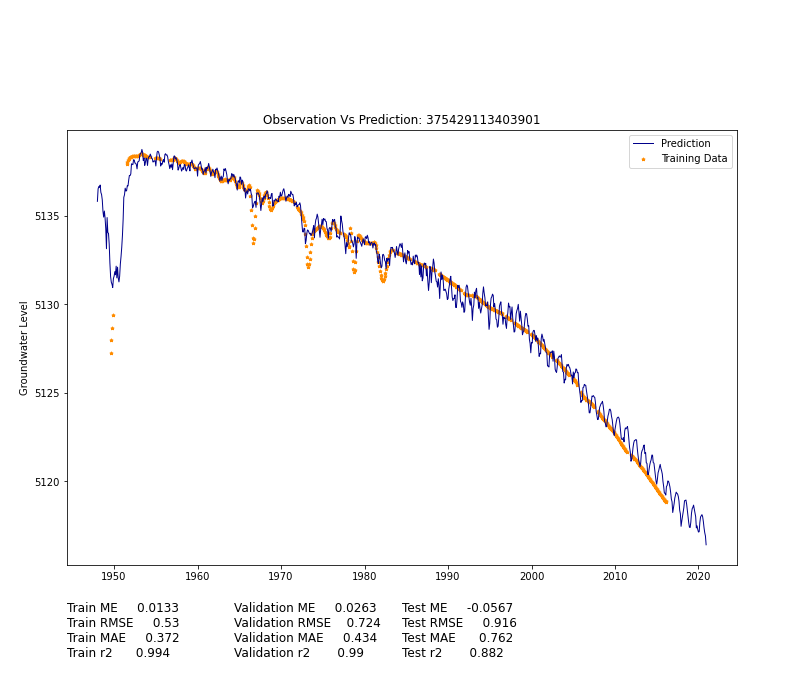 Observation Vs Prediction: 375429113403901
Prediction
Training Data
Groundwater Level
5135
5130
5125
5120
1950 1960 1970 1980 1990 2000 2010 2020
Train ME 0.0133 Validation ME 0.0263 Test ME -0.0567
Train RMSE 0.53 Validation RMSE 0.724 Test RMSE 0.916
Train MAE 0.372 Validation MAE 0.434 Test MAE 0.762
Train r2 0.994 Validation r2 0.99 Test r2 0.882